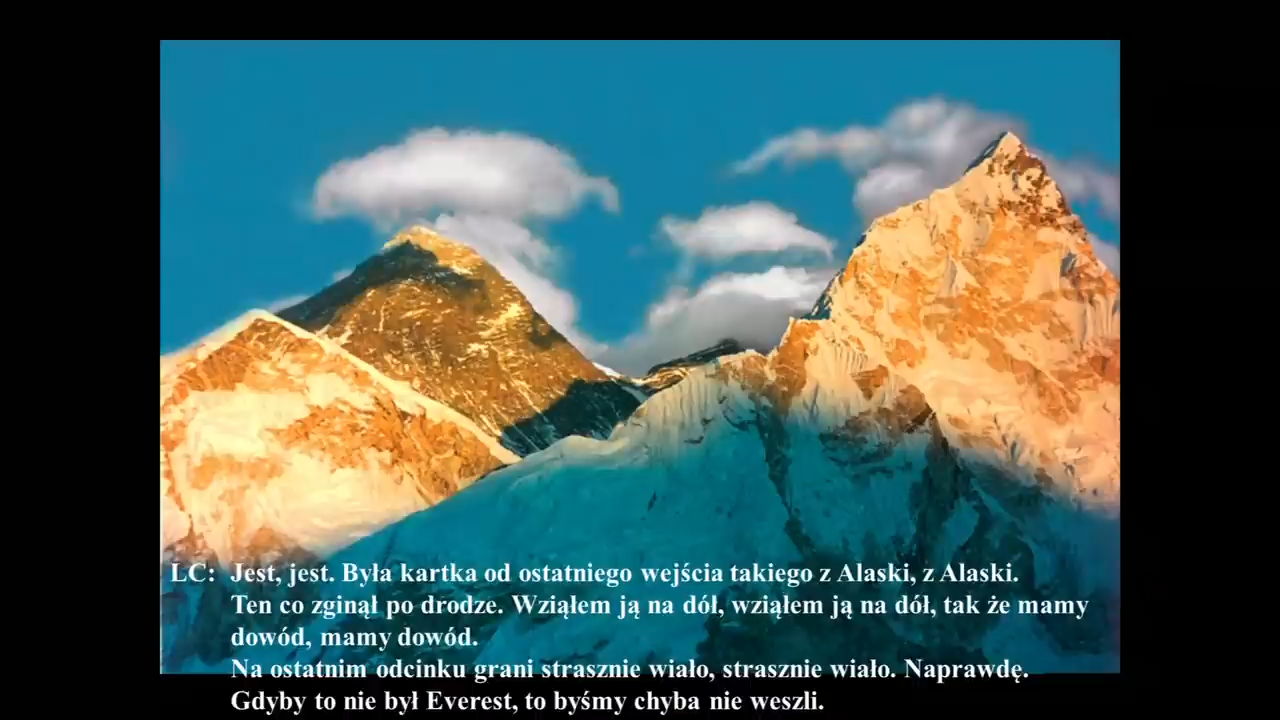 LC: Jest, jest. Była kartka od ostatniego wejścia takiego z Alaski, z Alaski.
Ten co zginął po drodze. Wziąłem ją na dół, wziąłem ją na dół, tak że mamy
dowód, mamy dowód.
Na ostatnim odcinku grani strasznie wiało, strasznie wiało. Naprawdę.
Gdyby to nie był Everest, to byśmy chyba nie weszli.